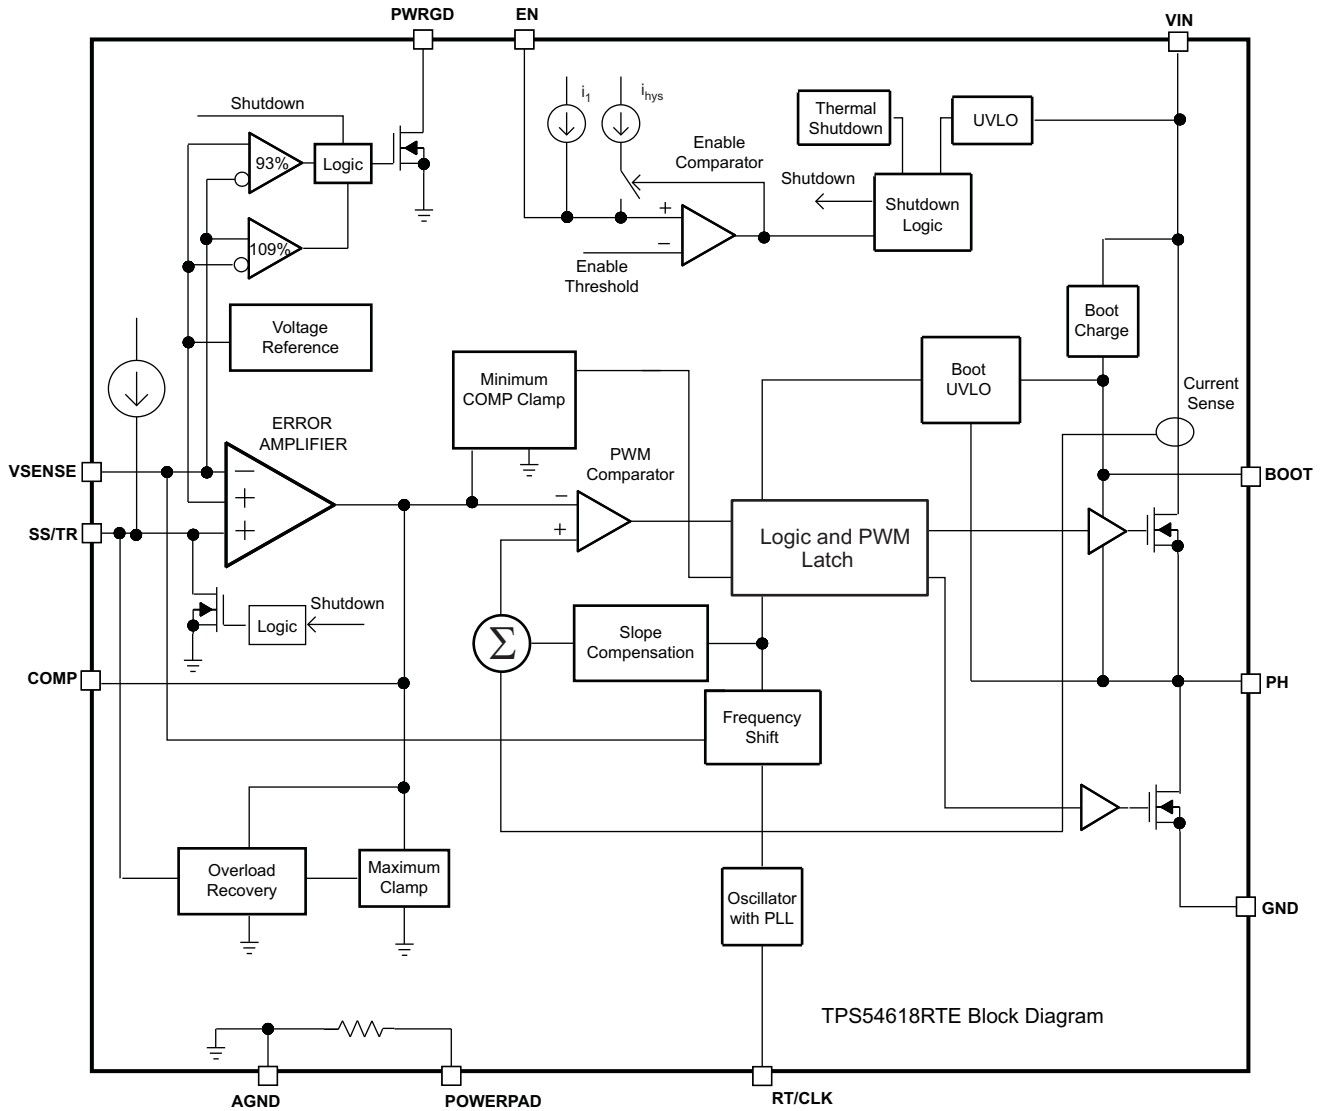 PWRGD
EN
VIN
i1
ihys
Shutdown
Thermal
Shutdown
UVLO
Enable
Comparator
93%
Logic
Shutdown
Shutdown
Logic
+
−
109%
Enable
Threshold
Voltage
Reference
Boot
Charge
Minimum
COMP Clamp
Boot
UVLO
Current
Sense
ERROR
AMPLIFIER
PWM
Comparator
VSENSE
−
+
+
−
+
BOOT
SS/TR
Logic and PWM
Latch
Shutdown
Logic
Σ
Slope
Compensation
COMP
PH
Frequency
Shift
Overload
Recovery
Maximum
Clamp
Oscillator
with PLL
GND
TPS54618RTE Block Diagram
AGND
POWERPAD
RT/CLK